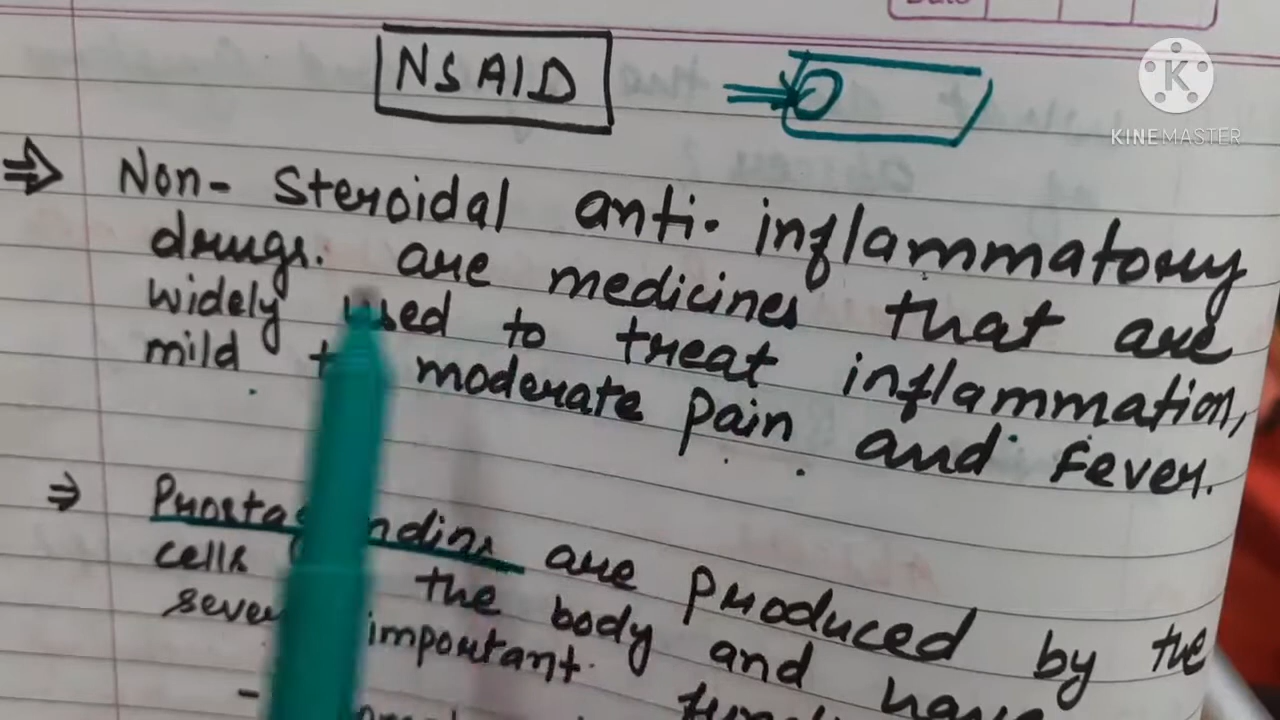 Date
NSAID
K
KINEMASTER
⇒ Non- Steroidal anti- inflammatory
drugs. are medicines that are
widely used to treat inflammation,
mild moderate pain and fever.
⇒ are produced by the
cells the body and have
important
-